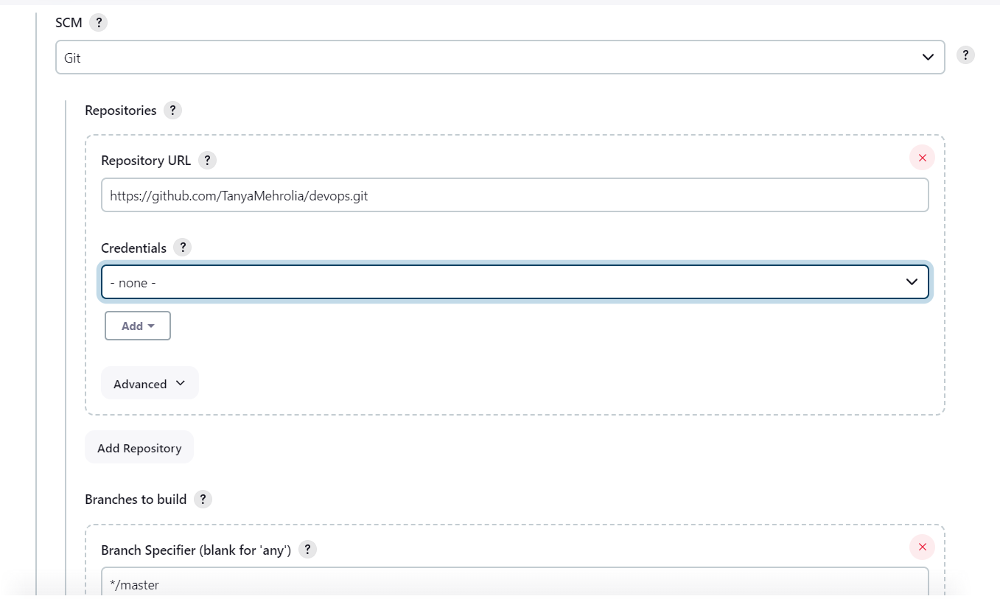 SCM ?
Git
?
Repositories ?
Repository URL ?
https://github.com/TanyaMehrolia/devops.git
Credentials ?
- none -
Add
Advanced
Add Repository
Branches to build ?
Branch Specifier (blank for 'any') ?
*/master